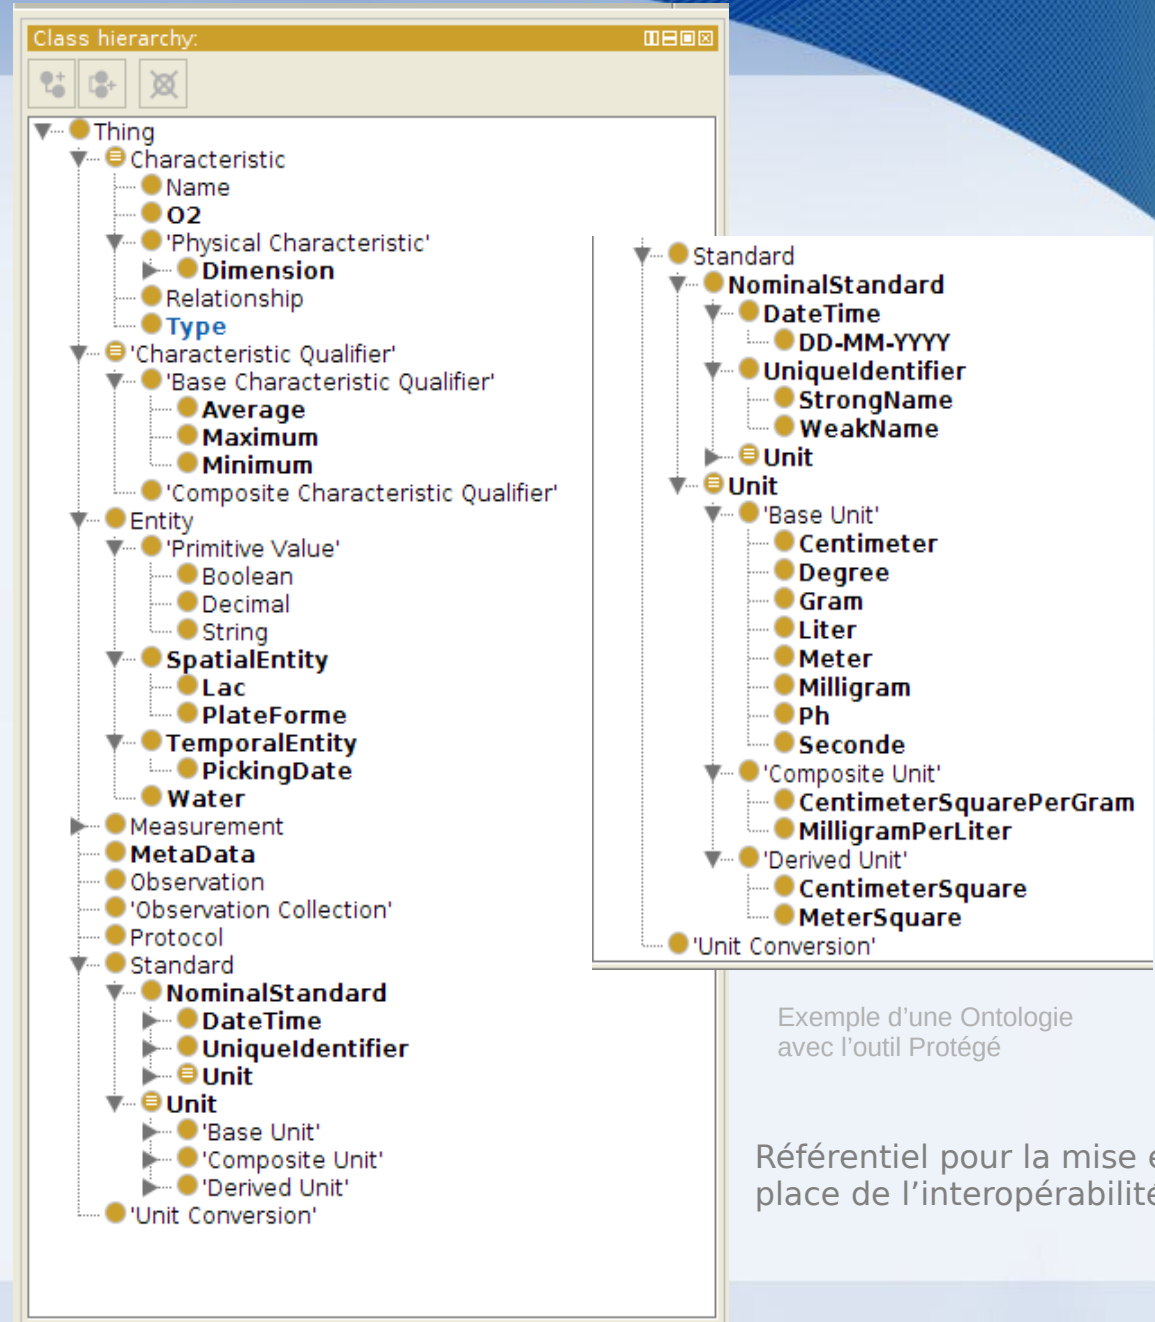 Class hierarchy:
Thing
Characteristic
Name
O2
'Physical Characteristic'
Dimension
Relationship
Type
'Characteristic Qualifier'
'Base Characteristic Qualifier'
Average
Maximum
Minimum
'Composite Characteristic Qualifier'
Entity
'Primitive Value'
Boolean
Decimal
String
SpatialEntity
Lac
PlateForme
TemporalEntity
PickingDate
Water
Measurement
MetaData
Observation
'Observation Collection'
Protocol
Standard
NominalStandard
DateTime
UniqueIdentifier
Unit
Unit
'Base Unit'
'Composite Unit'
'Derived Unit'
'Unit Conversion'
Standard
NominalStandard
DateTime
DD-MM-YYYY
UniqueIdentifier
StrongName
WeakName
Unit
Unit
'Base Unit'
Centimeter
Degree
Gram
Liter
Meter
Milligram
Ph
Seconde
'Composite Unit'
CentimeterSquarePerGram
MilligramPerLiter
'Derived Unit'
CentimeterSquare
MeterSquare
'Unit Conversion'
Exemple d’une Ontologie
avec l’outil Protégé
Référentiel pour la mise e
place de l’interopérabilité